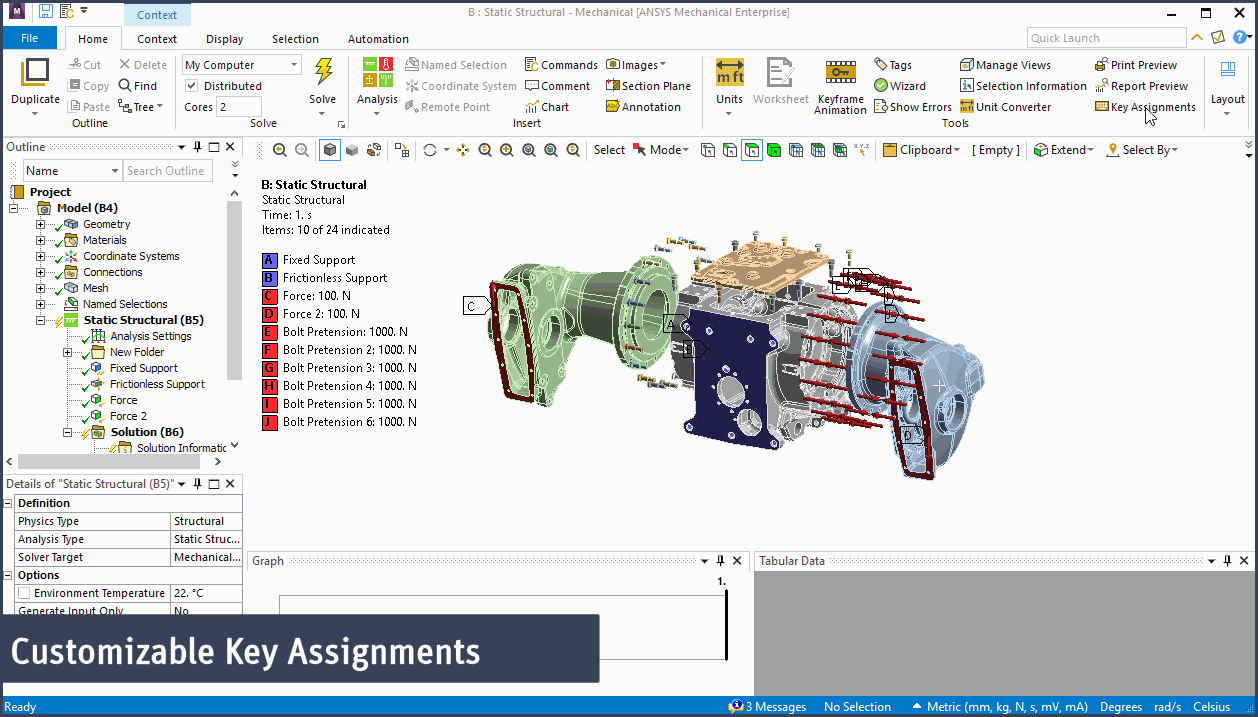 M
B : Static Structural - Mechanical [ANSYS Mechanical Enterprise]
Context
File Home Context Display Selection Automation
Quick Launch
Duplicate
Cut
Delete
Copy
Find
Paste
Tree
Outline
My Computer
Distributed
Cores 2
Solve
Solve
Analysis
Named Selection
Coordinate System
Remote Point
Commands
Comment
Chart
Images
Section Plane
Annotation
Insert
mft
Units
Worksheet
Keyframe
Animation
Tags
Wizard
Show Errors
Manage Views
Selection Information
Unit Converter
Print Preview
Report Preview
Key Assignments
Tools
Layout
Outline
Select Mode X,Y,Z Clipboard [ Empty ] Extend Select By
Name Search Outline
Project
Model (B4)
Geometry
Materials
Coordinate Systems
Connections
Mesh
Named Selections
Static Structural (B5)
Analysis Settings
New Folder
Fixed Support
Frictionless Support
Force
Force 2
Solution (B6)
Solution Informatic
B: Static Structural
Static Structural
Time: 1. s
Items: 10 of 24 indicated
A Fixed Support
B Frictionless Support
C Force: 100. N
D Force 2: 100. N
E Bolt Pretension: 1000. N
F Bolt Pretension 2: 1000. N
G Bolt Pretension 3: 1000. N
H Bolt Pretension 4: 1000. N
I Bolt Pretension 5: 1000. N
J Bolt Pretension 6: 1000. N
C
A
B
E
D
Details of "Static Structural (B5)"
Definition
Physics Type Structural
Analysis Type Static Struc...
Solver Target Mechanical...
Options
Environment Temperature 22. °C
Generate Input Only No
Graph
1.
Tabular Data
Customizable Key Assignments
Ready
3 Messages No Selection Metric (mm, kg, N, s, mV, mA) Degrees rad/s Celsius